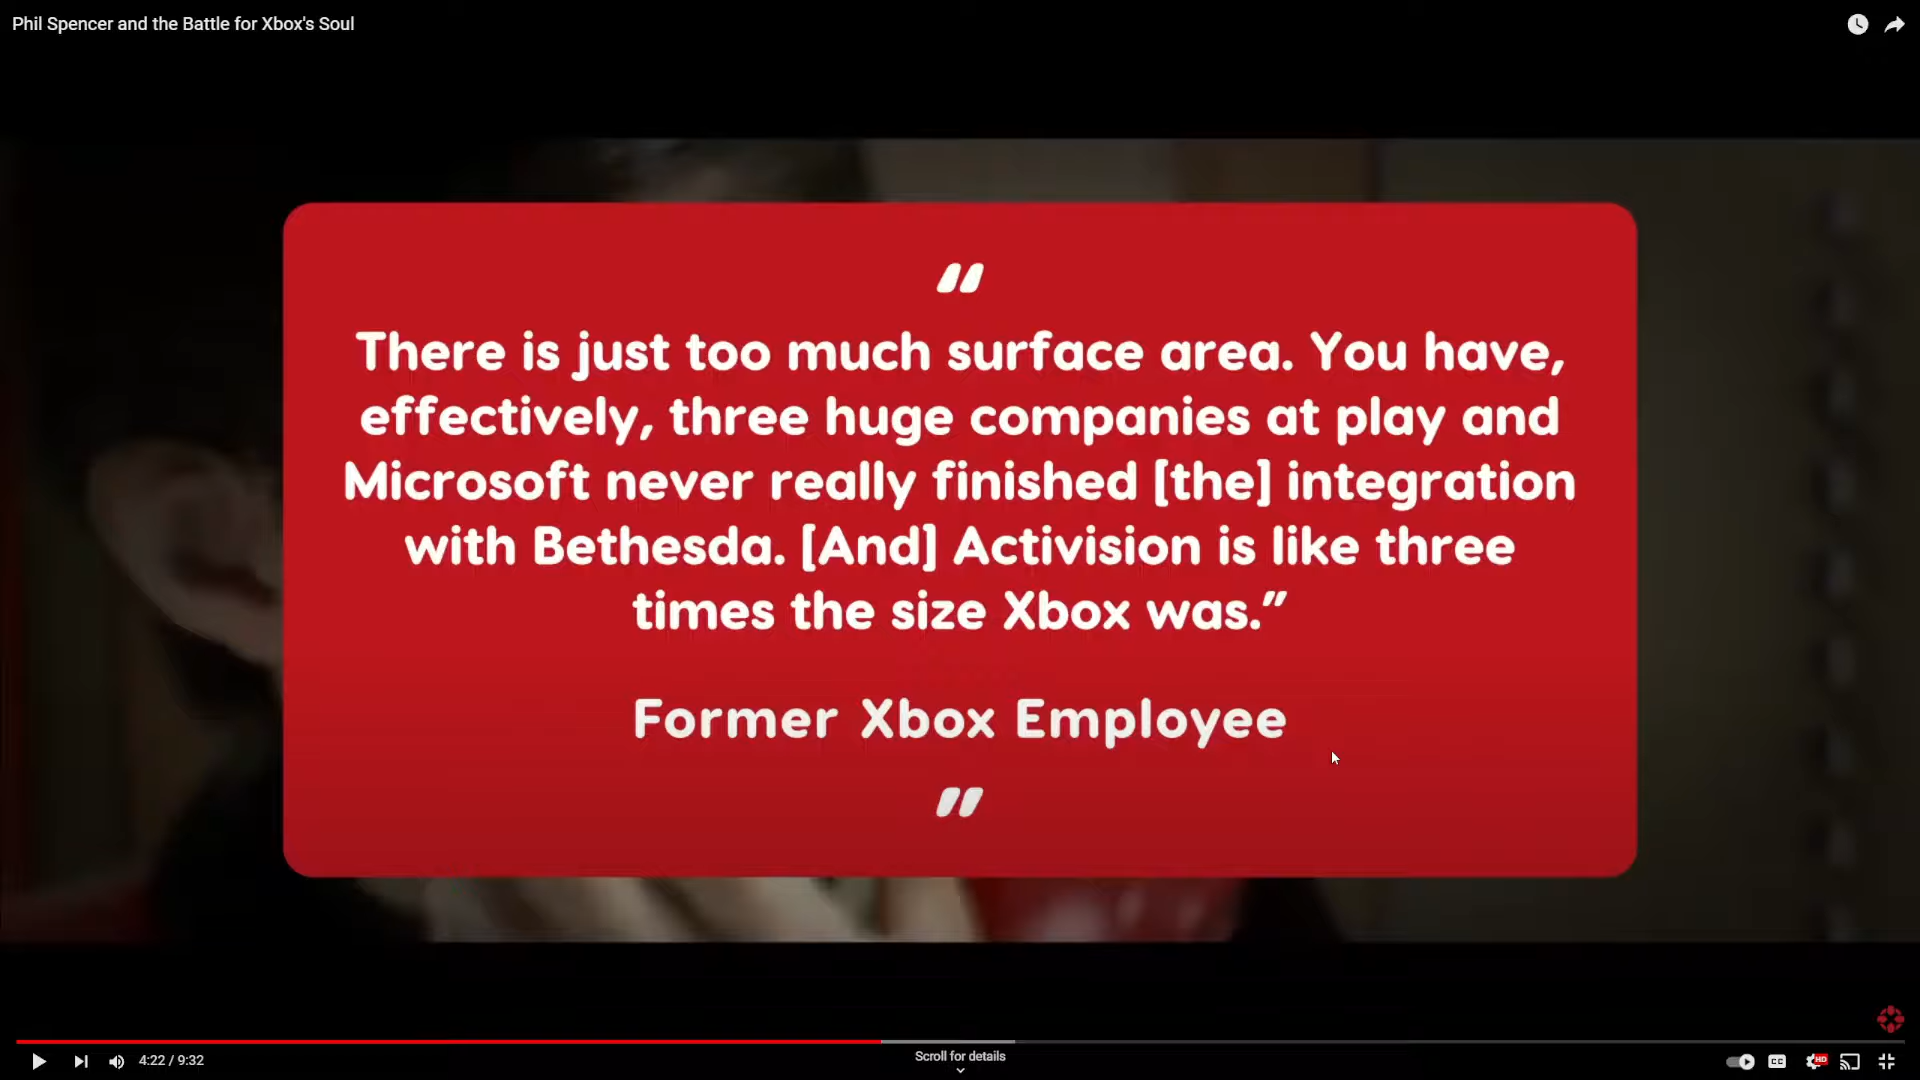 Phil Spencer and the Battle for Xbox's Soul
“
There is just too much surface area. You have,
effectively, three huge companies at play and
Microsoft never really finished [the] integration
with Bethesda. [And] Activision is like three
times the size Xbox was.”
Former Xbox Employee
”
4:22 / 9:32
Scroll for details
CC
HD